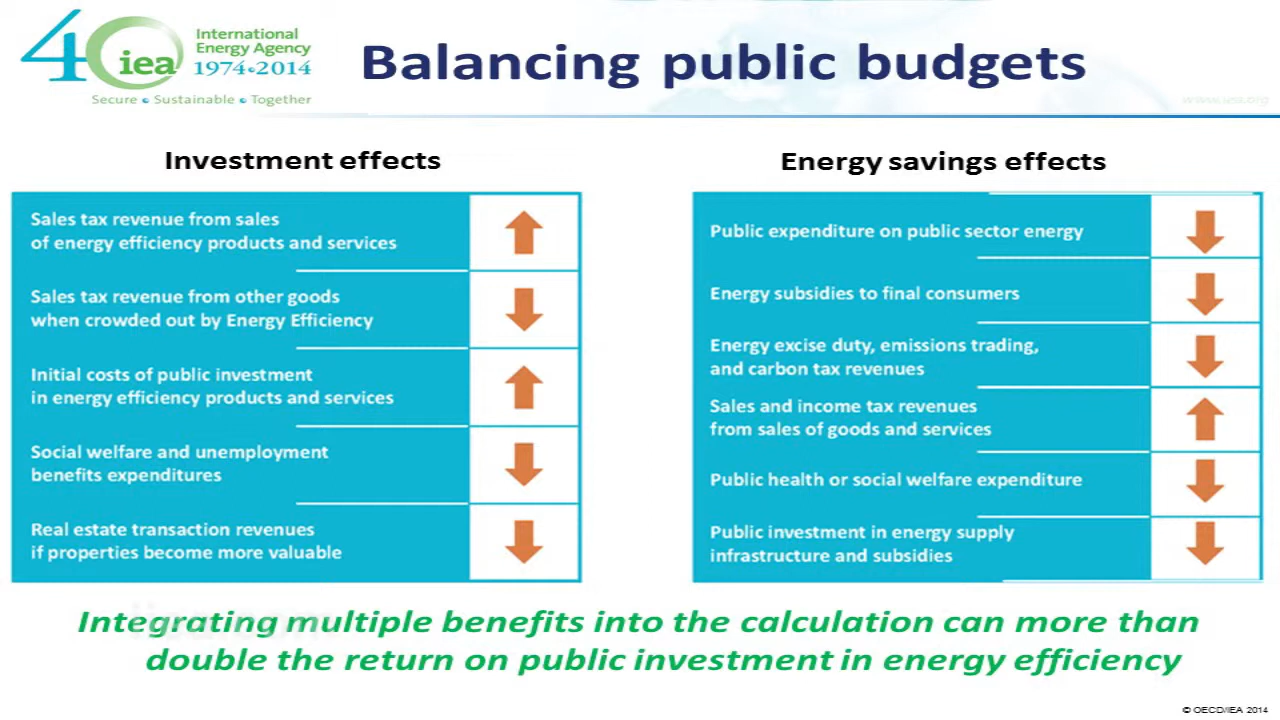 40
iea
International
Energy Agency
1974•2014
Secure • Sustainable • Together
Balancing public budgets
www.iea.org
Investment effects
Sales tax revenue from sales
of energy efficiency products and services
Sales tax revenue from other goods
when crowded out by Energy Efficiency
Initial costs of public investment
in energy efficiency products and services
Social welfare and unemployment
benefits expenditures
Real estate transaction revenues
if properties become more valuable
Energy savings effects
Public expenditure on public sector energy
Energy subsidies to final consumers
Energy excise duty, emissions trading,
and carbon tax revenues
Sales and income tax revenues
from sales of goods and services
Public health or social welfare expenditure
Public investment in energy supply
infrastructure and subsidies
Integrating multiple benefits into the calculation can more than
double the return on public investment in energy efficiency
© OECD/IEA 2014